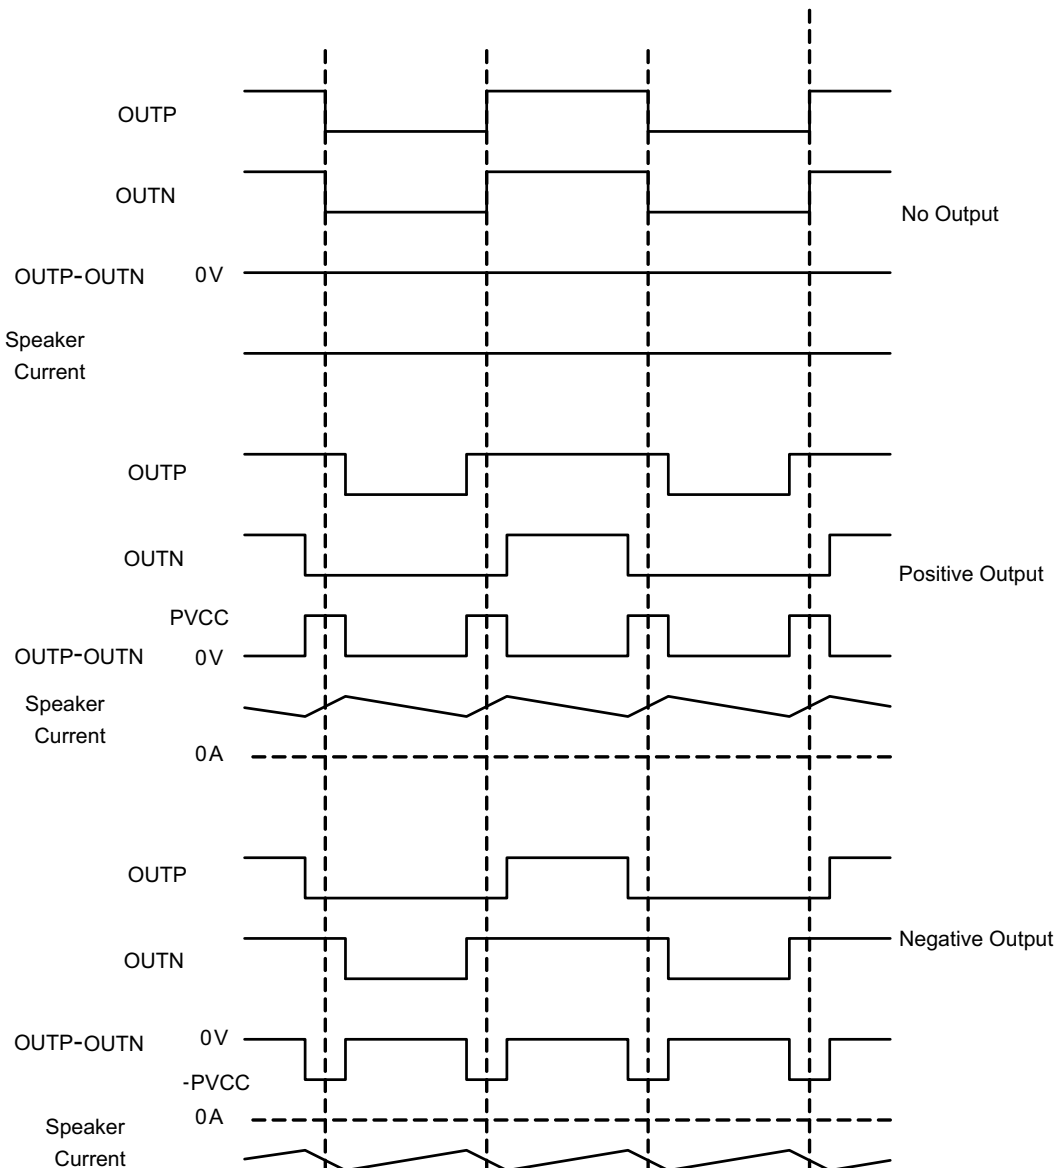 OUTP
OUTN
No Output
OUTP-OUTN 0V
Speaker
Current
OUTP
OUTN
Positive Output
PVCC
OUTP-OUTN 0V
Speaker
Current
0A
OUTP
Negative Output
OUTN
OUTP-OUTN 0V
-PVCC
0A
Speaker
Current